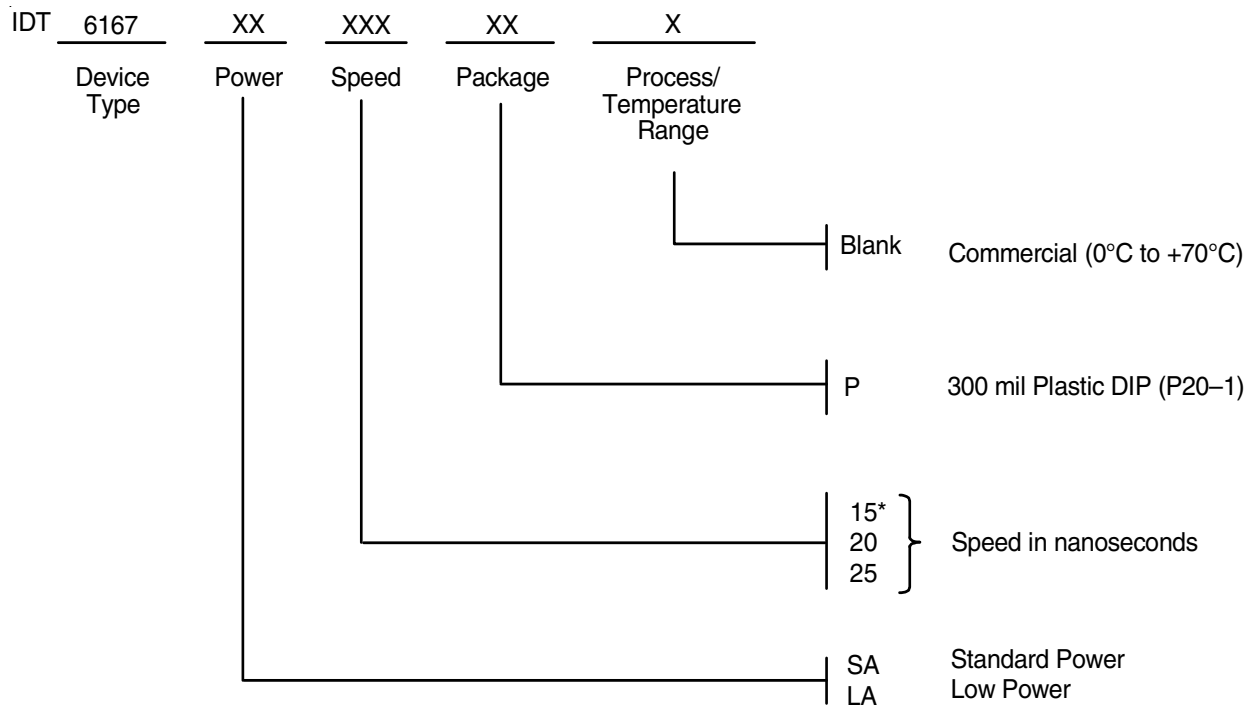 IDT 6167 XX XXX XX X
Device Type
Power
Speed
Package
Process/
Temperature
Range
Blank Commercial (0°C to +70°C)
P 300 mil Plastic DIP (P20–1)
15*
20
25
Speed in nanoseconds
SA Standard Power
LA Low Power